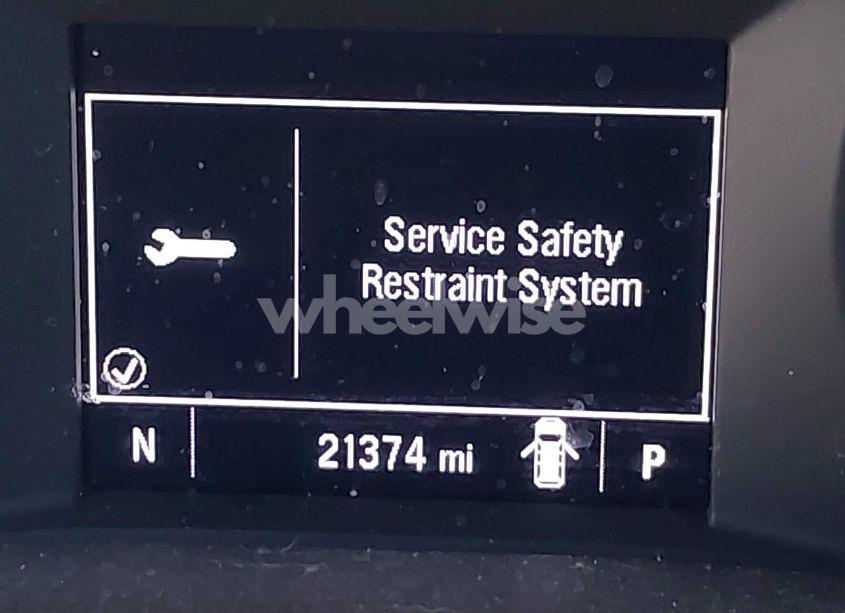 Service Safety
Restraint System
wheelwise
N
21374 mi
P